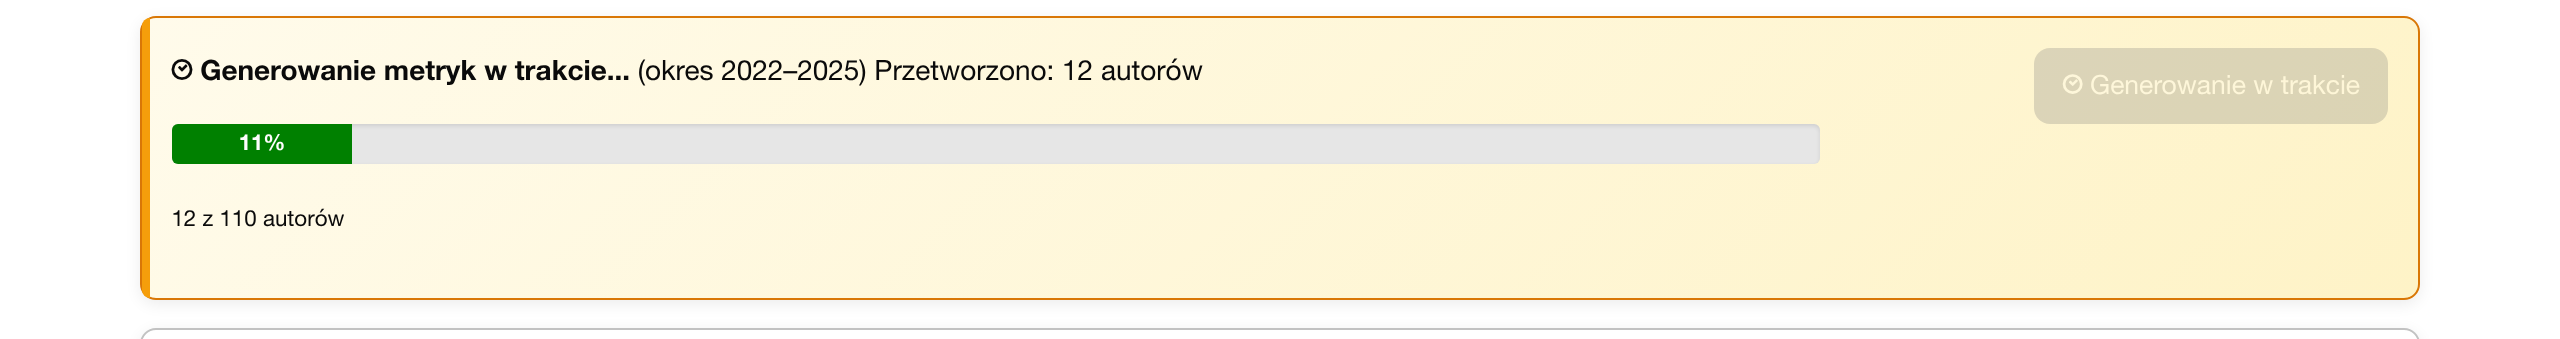 Generowanie metryk w trakcie... (okres 2022–2025) Przetworzono: 12 autorów
Generowanie w trakcie
11%
12 z 110 autorów